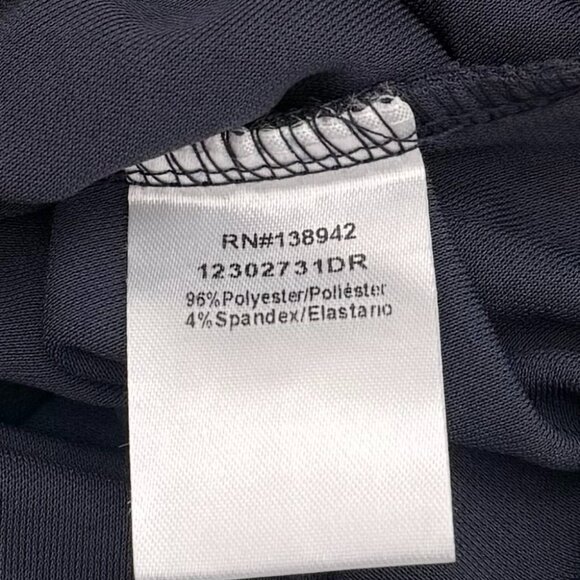 RN#138942
12302731DR
96%Polyester/Poliéster
4%Spandex/Elastano